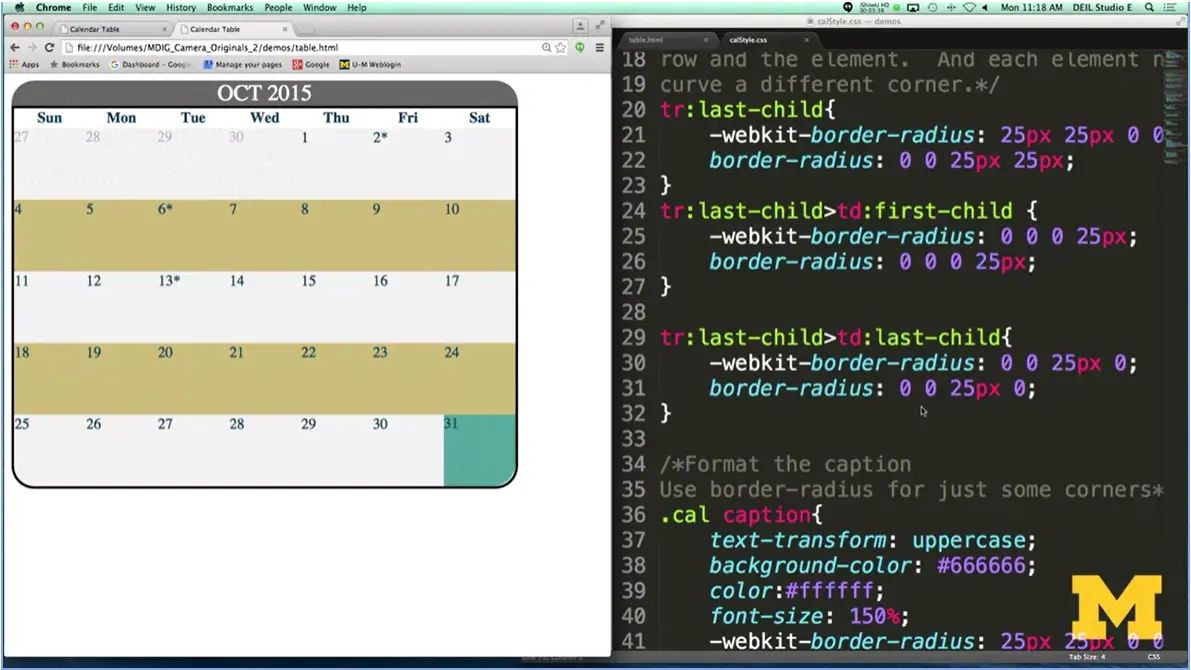 Chrome File Edit View History Bookmarks People Window Help
Mon 11:18 AM DEIL Studio E
Calendar Table
Calendar Table
file:///Volumes/MDIG_Camera_Originals_2/demos/table.html
Apps Bookmarks Dashboard - Googl Manage your pages Google U-M Weblogin
OCT 2015
Sun Mon Tue Wed Thu Fri Sat
27 28 29 30 1 2* 3
4 5 6* 7 8 9 10
11 12 13* 14 15 16 17
18 19 20 21 22 23 24
25 26 27 28 29 30 31
calStyle.css — demos
table.html calStyle.css
18 row and the element.  And each element n
19 curve a different corner.*/
20 tr:last-child{
21 -webkit-border-radius: 25px 25px 0 0
22 border-radius: 0 0 25px 25px;
23 }
24 tr:last-child>td:first-child {
25 -webkit-border-radius: 0 0 0 25px;
26 border-radius: 0 0 0 25px;
27 }
28
29 tr:last-child>td:last-child{
30 -webkit-border-radius: 0 0 25px 0;
31 border-radius: 0 0 25px 0;
32 }
33
34 /*Format the caption
35 Use border-radius for just some corners*
36 .cal caption{
37 text-transform: uppercase;
38 background-color: #666666;
39 color:#ffffff;
40 font-size: 150%;
41 -webkit-border-radius: 25px 25px 0 0
M
Tab Size: 4 CSS